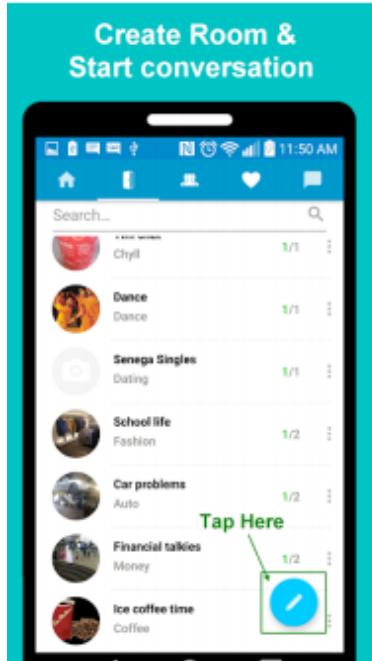 Create Room &
Start conversation
11:50 AM
Search...
Chyll
1/1
Dance
Dance
1/1
Senega Singles
Dating
1/1
School life
Fashion
1/2
Car problems
Auto
1/2
Tap Here
Financial talkies
Money
1/2
Ice coffee time
Coffee